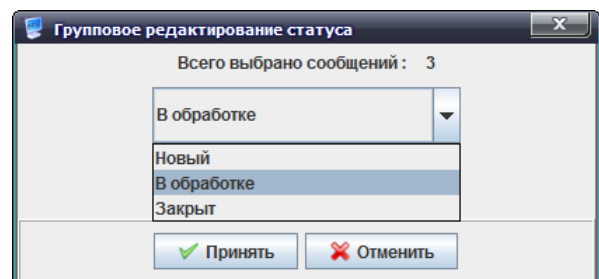 Групповое редактирование статуса
Всего выбрано сообщений : 3
В обработке
Новый
В обработке
Закрыт
Принять Отменить